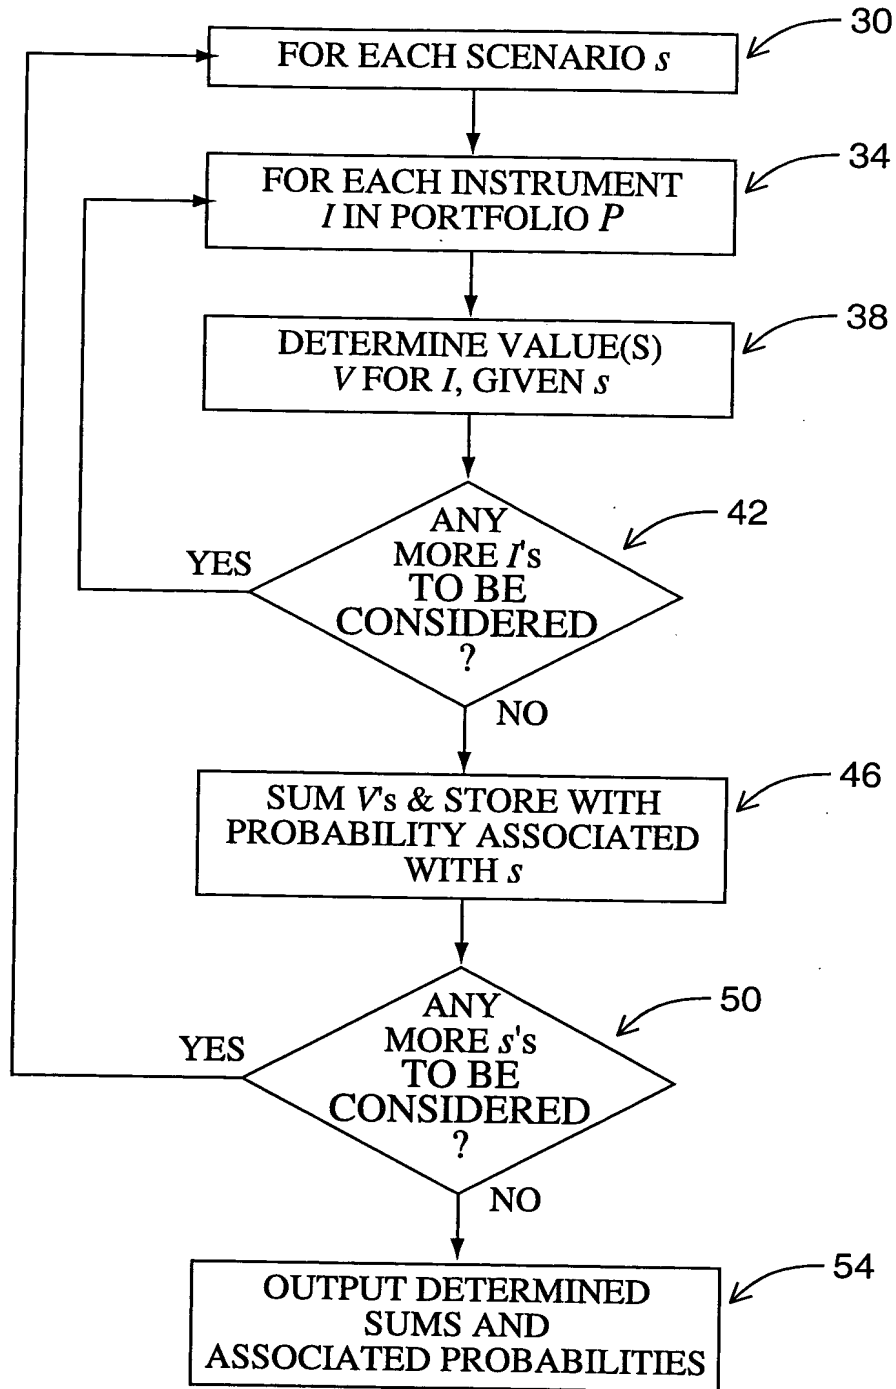 30
FOR EACH SCENARIO s
34
FOR EACH INSTRUMENT
I IN PORTFOLIO P
38
DETERMINE VALUE(S)
V FOR I, GIVEN s
42
ANY
MORE I's
TO BE
CONSIDERED
?
YES
NO
46
SUM V's & STORE WITH
PROBABILITY ASSOCIATED
WITH s
50
ANY
MORE s's
TO BE
CONSIDERED
?
YES
NO
54
OUTPUT DETERMINED
SUMS AND
ASSOCIATED PROBABILITIES